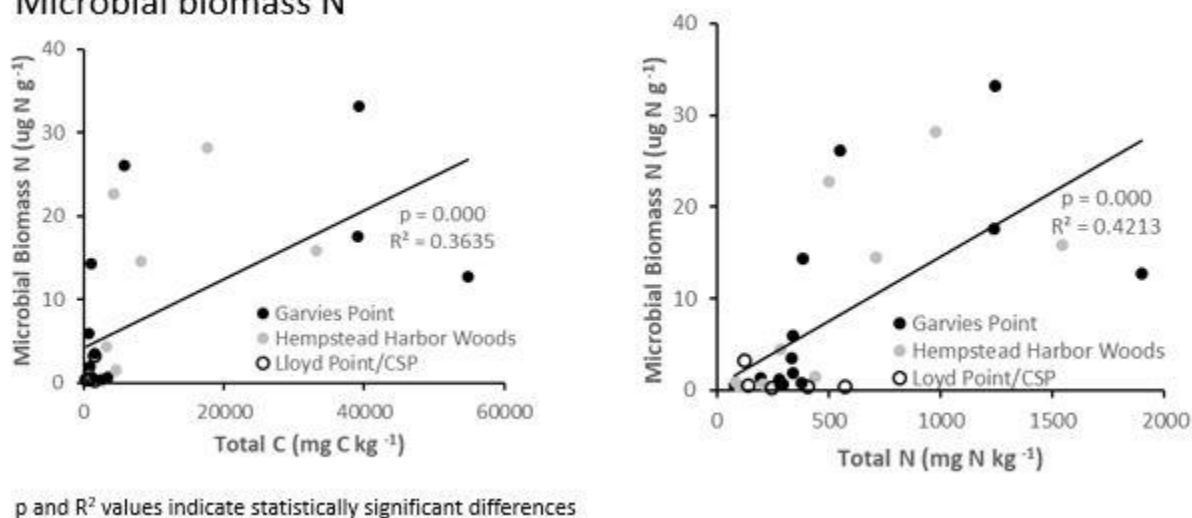 Microbial biomass N
40
30
20
10
0
Microbial Biomass N (ug N g⁻¹)
p = 0.000
R² = 0.3635
Garvies Point
Hempstead Harbor Woods
Lloyd Point/CSP
0 20000 40000 60000
Total C (mg C kg ⁻¹)
40
30
20
10
0
Microbial Biomass N (ug N g⁻¹)
p = 0.000
R² = 0.4213
Garvies Point
Hempstead Harbor Woods
Loyd Point/CSP
0 500 1000 1500 2000
Total N (mg N kg ⁻¹)
p and R² values indicate statistically significant differences